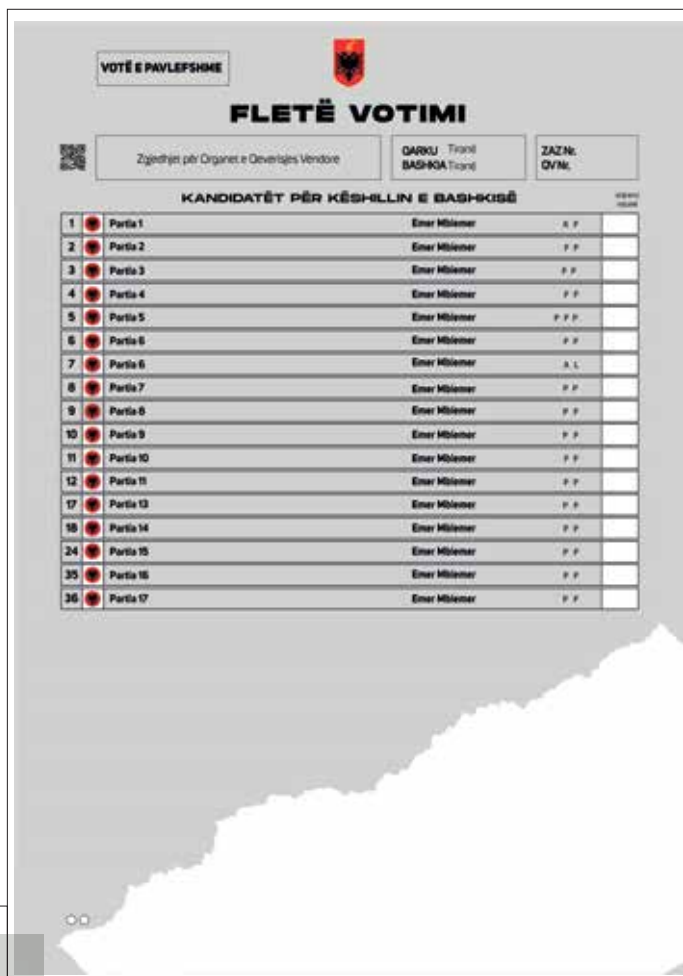 VOTË E PAVLEFSHME
FLETË VOTIMI
Zgjedhjet për Organet e Qeverisjes Vendore
QARKU Tiranë
BASHKIA Tiranë
ZAZ Nr.
QV Nr.
KANDIDATËT PËR KËSHILLIN E BASHKISË
1 Partia 1 Emer Mbiemer A P
2 Partia 2 Emer Mbiemer P P
3 Partia 3 Emer Mbiemer P P
4 Partia 4 Emer Mbiemer P P
5 Partia 5 Emer Mbiemer P P P
6 Partia 6 Emer Mbiemer P P
7 Partia 6 Emer Mbiemer A L
8 Partia 7 Emer Mbiemer P P
9 Partia 8 Emer Mbiemer P P
10 Partia 9 Emer Mbiemer P P
11 Partia 10 Emer Mbiemer P P
12 Partia 11 Emer Mbiemer P P
17 Partia 13 Emer Mbiemer P P
18 Partia 14 Emer Mbiemer P P
24 Partia 15 Emer Mbiemer P P
35 Partia 16 Emer Mbiemer P P
36 Partia 17 Emer Mbiemer P P